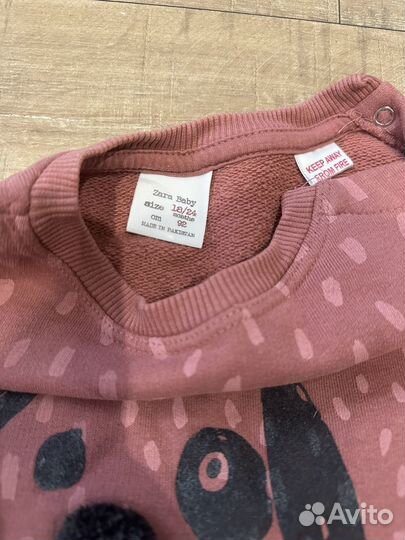 Zara Baby
size 18/24
months
cm 92
MADE IN PAKISTAN
KEEP AWAY
FROM FIRE
Avito